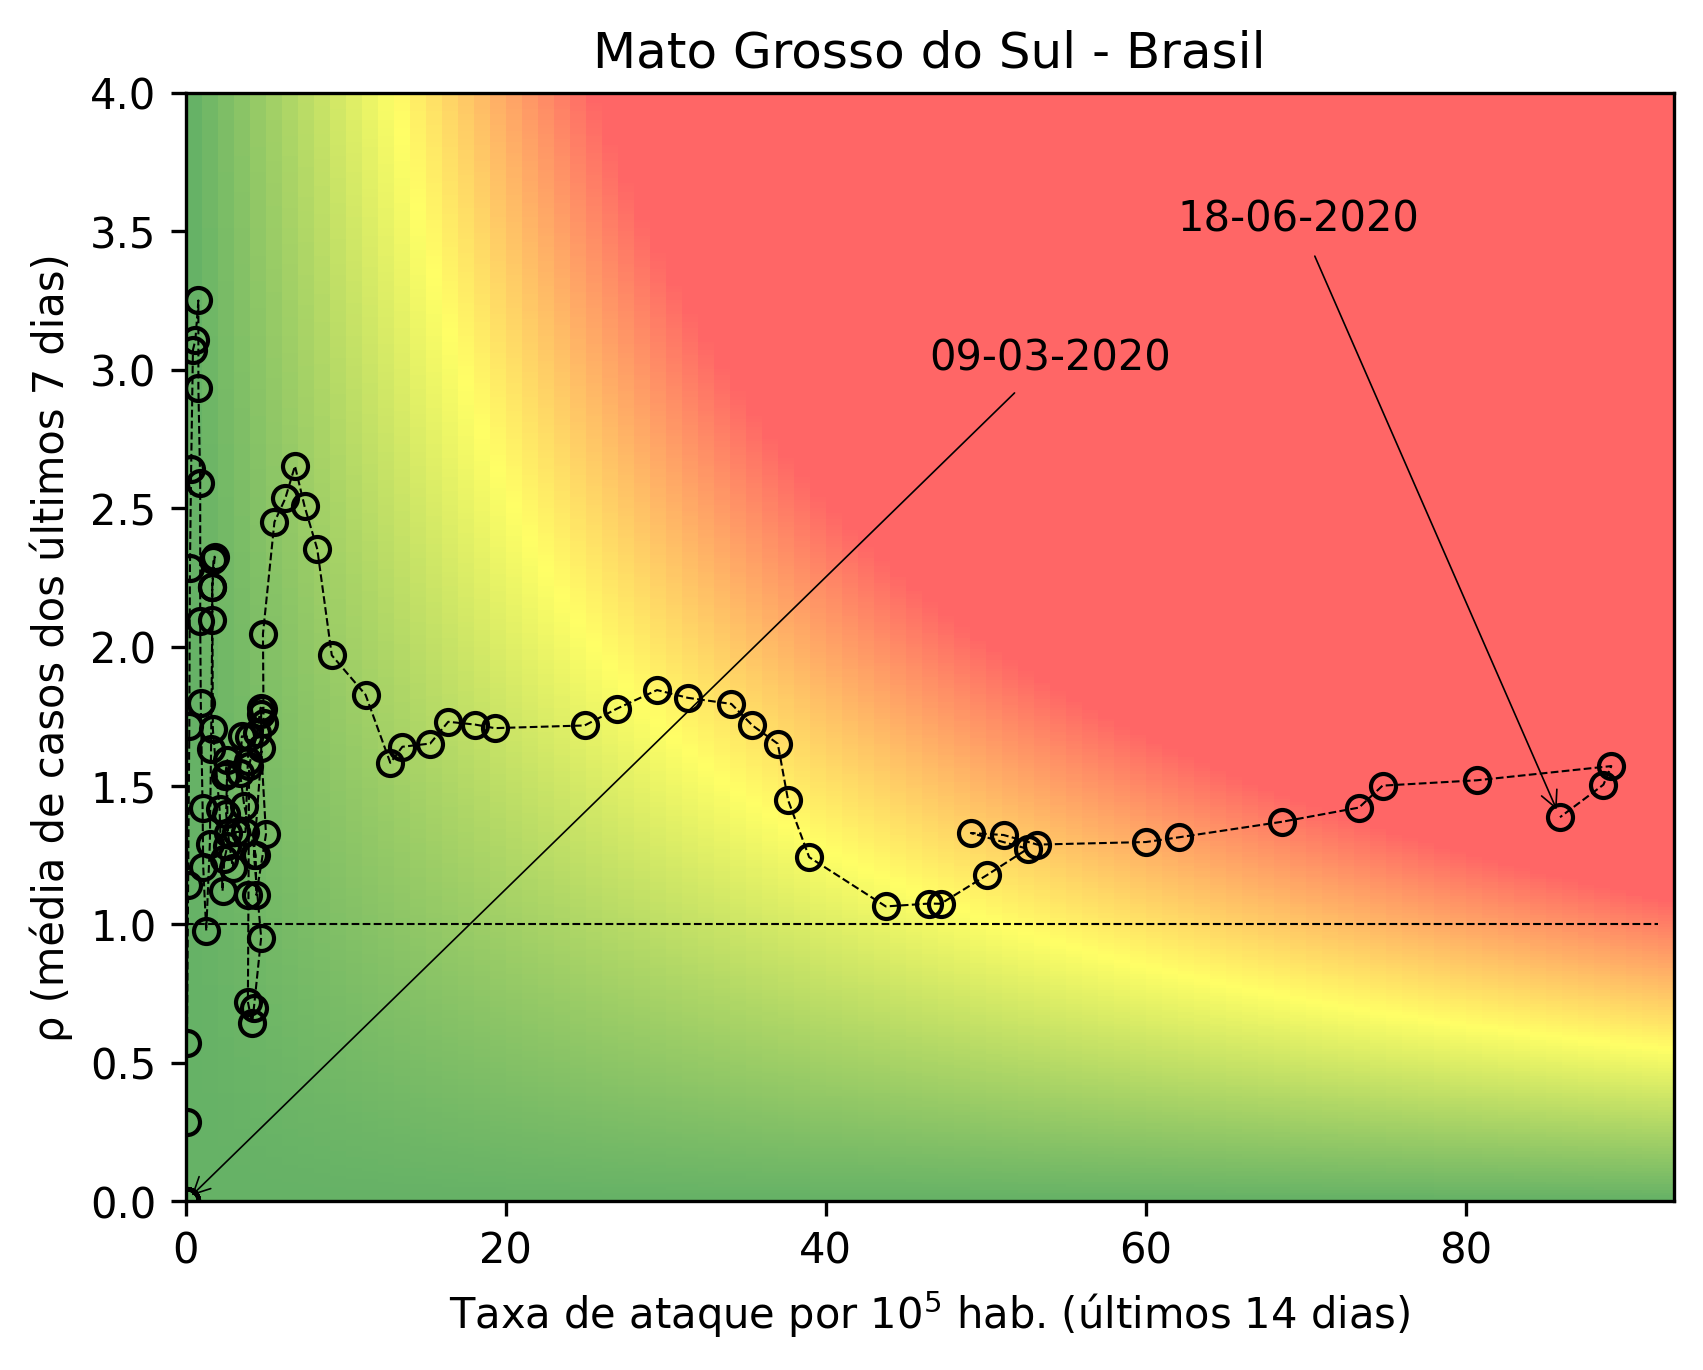 Mato Grosso do Sul - Brasil
4.0
3.5
3.0
2.5
2.0
1.5
1.0
0.5
0.0
ρ (média de casos dos últimos 7 dias)
18-06-2020
09-03-2020
0 20 40 60 80
Taxa de ataque por 10⁵ hab. (últimos 14 dias)